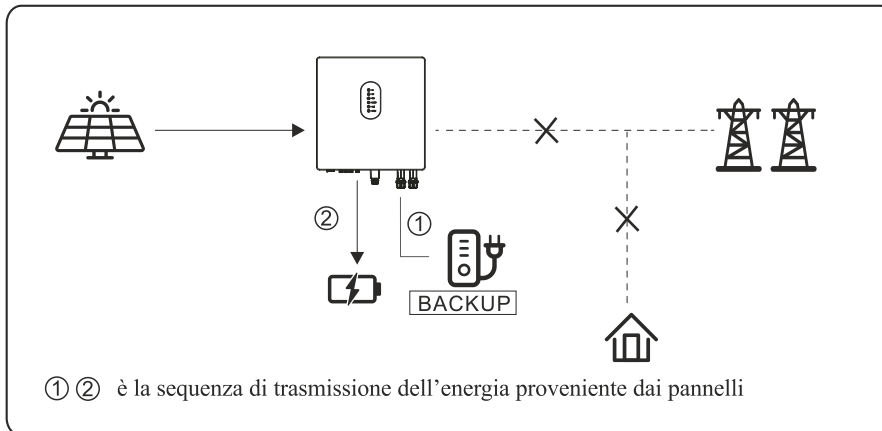 ②
①
BACKUP
① ② è la sequenza di trasmissione dell’energia proveniente dai pannelli